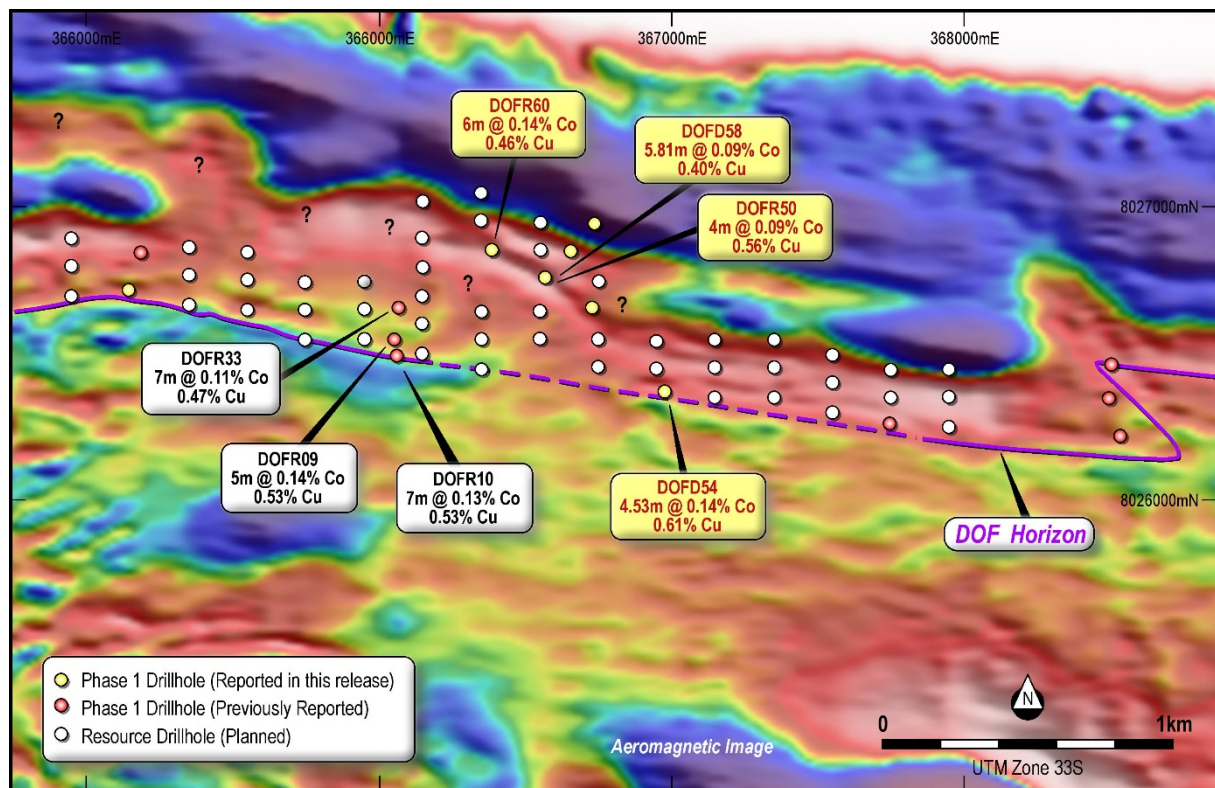 366000mE
366000mE
367000mE
368000mE
?
?
?
?
?
?
DOFR60
6m @ 0.14% Co
0.46% Cu
DOFD58
5.81m @ 0.09% Co
0.40% Cu
DOFR50
4m @ 0.09% Co
0.56% Cu
8027000mN
DOFR33
7m @ 0.11% Co
0.47% Cu
DOFR09
5m @ 0.14% Co
0.53% Cu
DOFR10
7m @ 0.13% Co
0.53% Cu
DOFD54
4.53m @ 0.14% Co
0.61% Cu
8026000mN
DOF Horizon
Phase 1 Drillhole (Reported in this release)
Phase 1 Drillhole (Previously Reported)
Resource Drillhole (Planned)
Aeromagnetic Image
N
0
1km
UTM Zone 33S